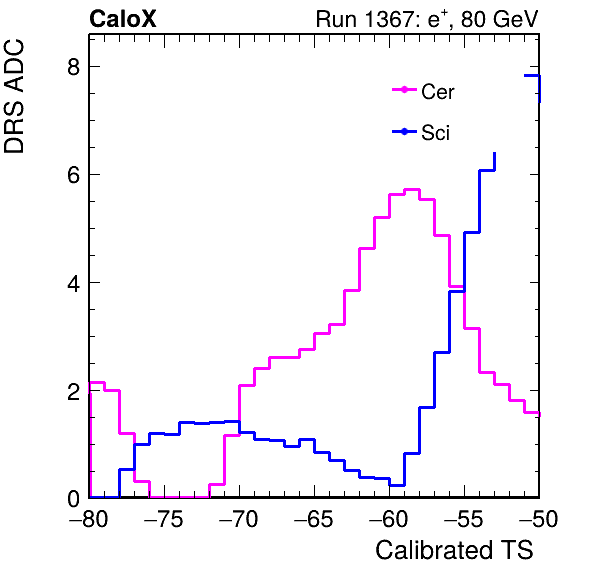 CaloX Run 1367: e⁺, 80 GeV
DRS ADC
8
6
4
2
0
Cer
Sci
−80 −75 −70 −65 −60 −55 −50
Calibrated TS